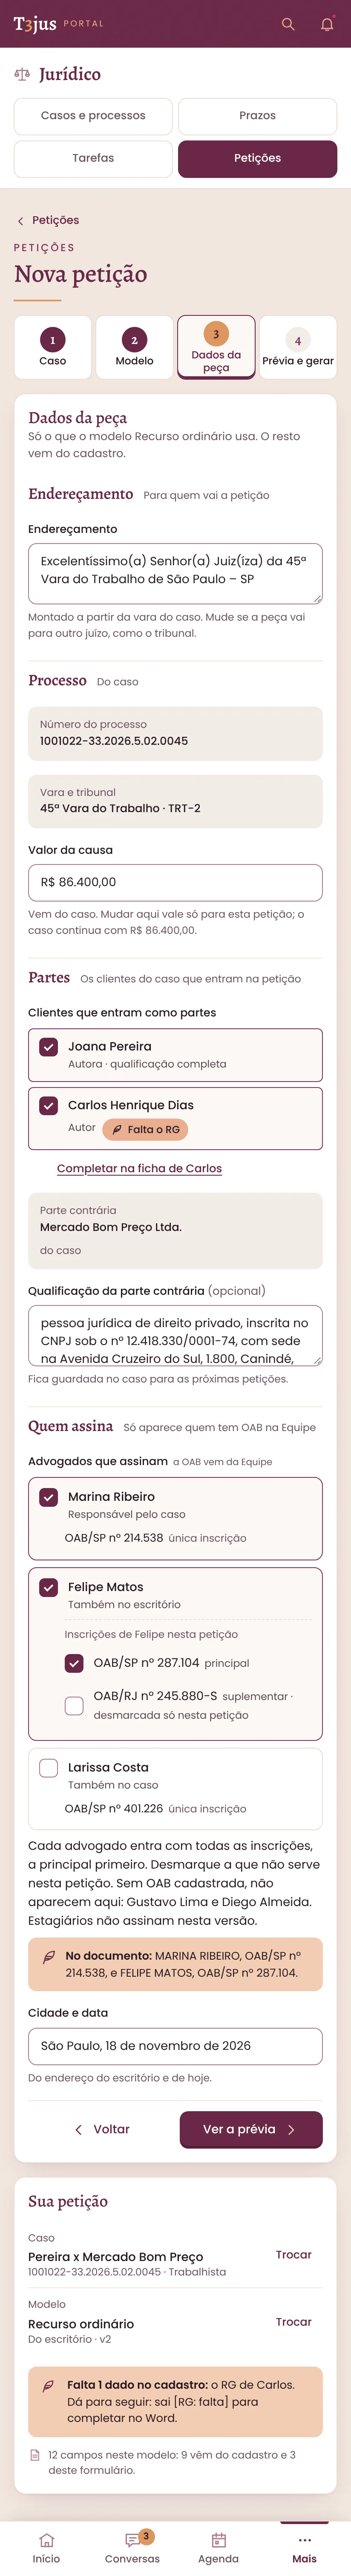 T3jus PORTAL
Jurídico
Casos e processos
Prazos
Tarefas
Petições
Petições
PETIÇÕES
Nova petição
1
Caso
2
Modelo
3
Dados da
peça
4
Prévia e gerar
Dados da peça
Só o que o modelo Recurso ordinário usa. O resto
vem do cadastro.
Endereçamento Para quem vai a petição
Endereçamento
Excelentíssimo(a) Senhor(a) Juiz(íza) da 45ª
Vara do Trabalho de São Paulo – SP
Montado a partir da vara do caso. Mude se a peça vai
para outro juízo, como o tribunal.
Processo Do caso
Número do processo
1001022-33.2026.5.02.0045
Vara e tribunal
45ª Vara do Trabalho · TRT-2
Valor da causa
R$ 86.400,00
Vem do caso. Mudar aqui vale só para esta petição; o
caso continua com R$ 86.400,00.
Partes Os clientes do caso que entram na petição
Clientes que entram como partes
Joana Pereira
Autora · qualificação completa
Carlos Henrique Dias
Autor Falta o RG
Completar na ficha de Carlos
Parte contrária
Mercado Bom Preço Ltda.
do caso
Qualificação da parte contrária (opcional)
pessoa jurídica de direito privado, inscrita no
CNPJ sob o nº 12.418.330/0001-74, com sede
na Avenida Cruzeiro do Sul, 1.800, Canindé,
Fica guardada no caso para as próximas petições.
Quem assina Só aparece quem tem OAB na Equipe
Advogados que assinam a OAB vem da Equipe
Marina Ribeiro
Responsável pelo caso
OAB/SP nº 214.538 única inscrição
Felipe Matos
Também no escritório
Inscrições de Felipe nesta petição
OAB/SP nº 287.104 principal
OAB/RJ nº 245.880-S suplementar ·
desmarcada só nesta petição
Larissa Costa
Também no caso
OAB/SP nº 401.226 única inscrição
Cada advogado entra com todas as inscrições,
a principal primeiro. Desmarque a que não serve
nesta petição. Sem OAB cadastrada, não
aparecem aqui: Gustavo Lima e Diego Almeida.
Estagiários não assinam nesta versão.
No documento: MARINA RIBEIRO, OAB/SP nº
214.538, e FELIPE MATOS, OAB/SP nº 287.104.
Cidade e data
São Paulo, 18 de novembro de 2026
Do endereço do escritório e de hoje.
Voltar
Ver a prévia
Sua petição
Caso
Pereira x Mercado Bom Preço
1001022-33.2026.5.02.0045 · Trabalhista
Trocar
Modelo
Recurso ordinário
Do escritório · v2
Trocar
Falta 1 dado no cadastro: o RG de Carlos.
Dá para seguir: sai [RG: falta] para
completar no Word.
12 campos neste modelo: 9 vêm do cadastro e 3
deste formulário.
Início
3
Conversas
Agenda
Mais